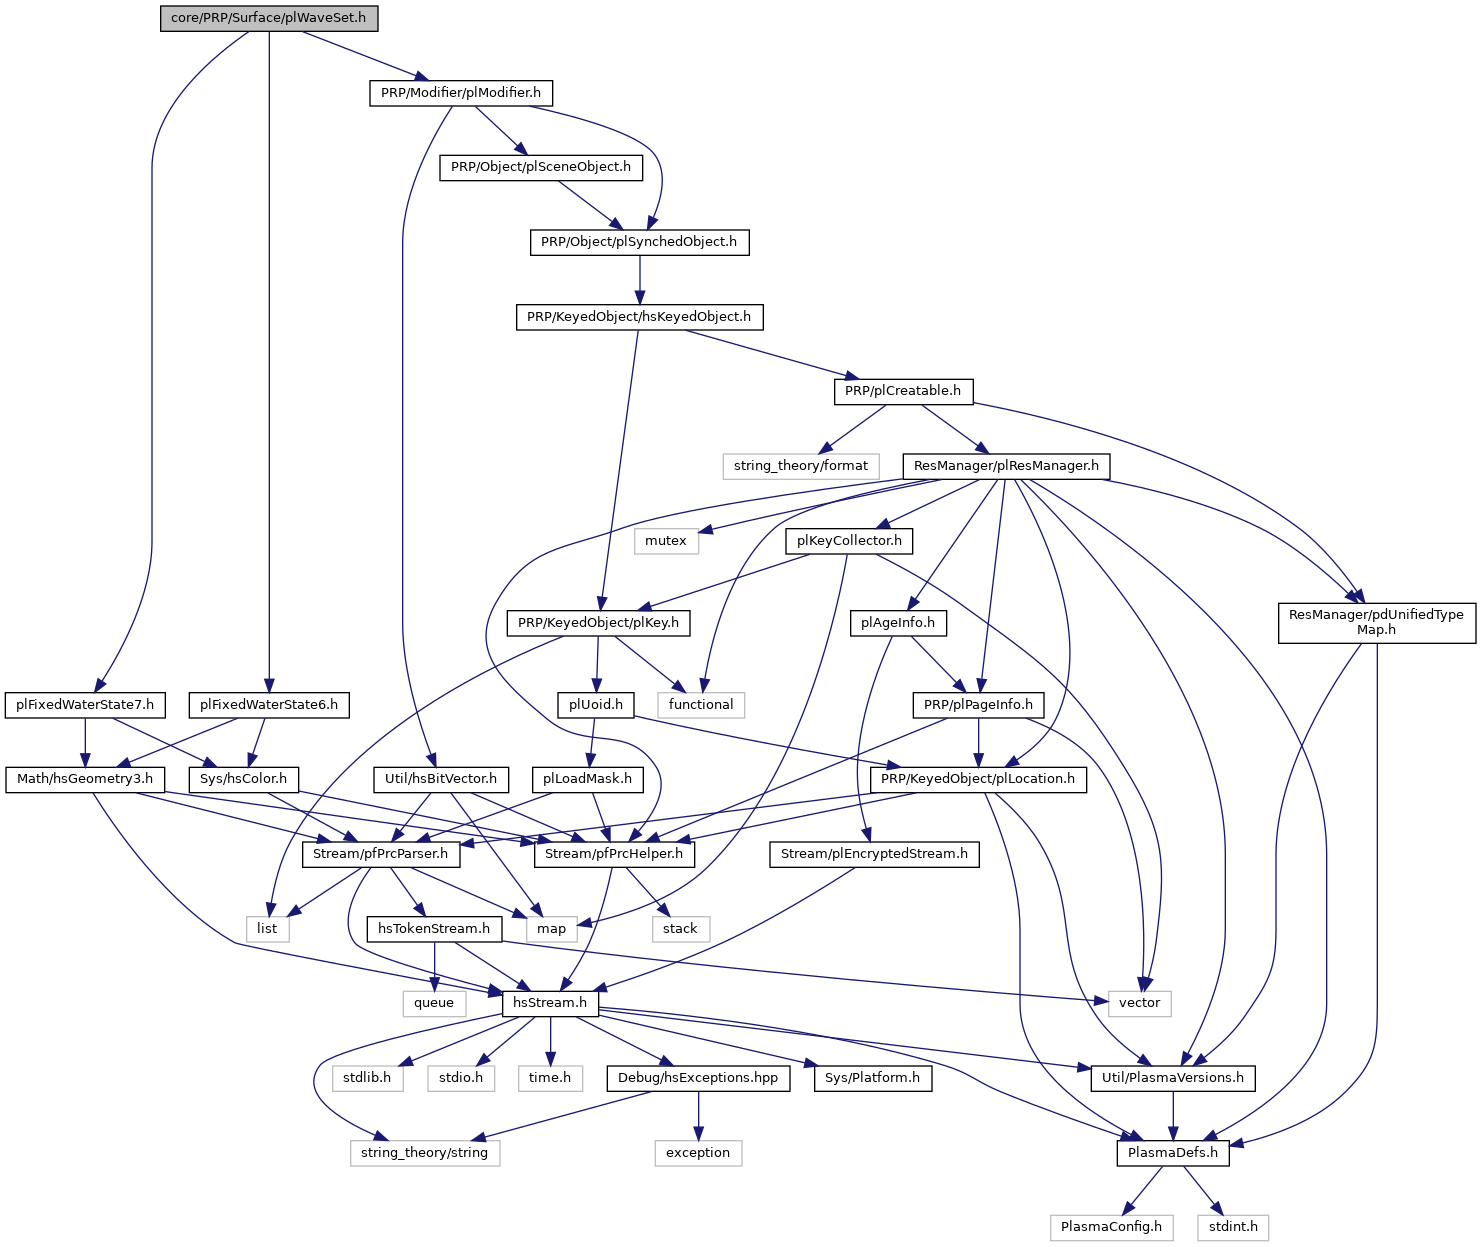 core/PRP/Surface/plWaveSet.h
PRP/Modifier/plModifier.h
PRP/Object/plSceneObject.h
PRP/Object/plSynchedObject.h
PRP/KeyedObject/hsKeyedObject.h
PRP/plCreatable.h
string_theory/format
ResManager/plResManager.h
mutex
plKeyCollector.h
PRP/KeyedObject/plKey.h
plAgeInfo.h
ResManager/pdUnifiedType
Map.h
plFixedWaterState7.h
plFixedWaterState6.h
plUoid.h
functional
PRP/plPageInfo.h
Math/hsGeometry3.h
Sys/hsColor.h
Util/hsBitVector.h
plLoadMask.h
PRP/KeyedObject/plLocation.h
Stream/pfPrcParser.h
Stream/pfPrcHelper.h
Stream/plEncryptedStream.h
list
hsTokenStream.h
map
stack
queue
hsStream.h
vector
stdlib.h
stdio.h
time.h
Debug/hsExceptions.hpp
Sys/Platform.h
Util/PlasmaVersions.h
string_theory/string
exception
PlasmaDefs.h
PlasmaConfig.h
stdint.h